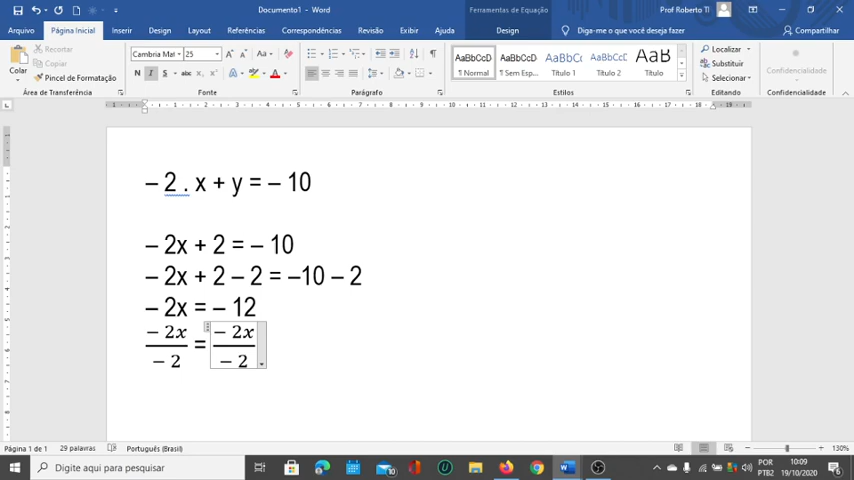 Documento1 - Word
Ferramentas de Equação
Prof Roberto TI
Arquivo Página Inicial Inserir Design Layout Referências Correspondências Revisão Exibir Ajuda Design Diga-me o que você deseja fazer Compartilhar
Colar
Recortar
Copiar
Pincel de Formatação
Área de Transferência
Cambria Mat 25
Fonte
Parágrafo
AaBbCcD AaBbCcD AaBbCcD AaBbCcD AaB
¶ Normal ¶ Sem Esp... Título 1 Título 2 Título
Estilos
Localizar
Substituir
Selecionar
Editando
Confidencialidade
Confidencialidade
– 2 . x + y = – 10
– 2x + 2 = – 10
– 2x + 2 – 2 = –10 – 2
– 2x = – 12
− 2x / − 2 = − 2x / − 2
Página 1 de 1 29 palavras Português (Brasil) 130%
Digite aqui para pesquisar
10
POR
PTB2
10:09
19/10/2020
6